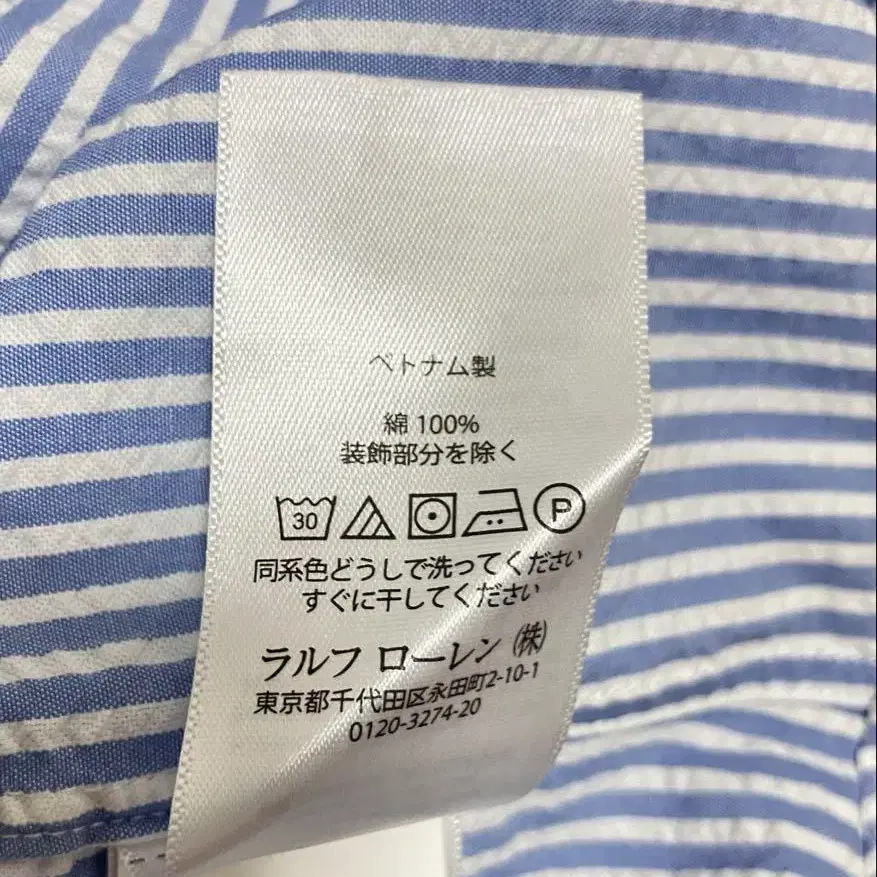 ベトナム製
綿 100%
装飾部分を除く
30 P
同系色どうしで洗ってください
すぐに干してください
ラルフ ローレン ㈱
東京都千代田区永田町2-10-1
0120-3274-20